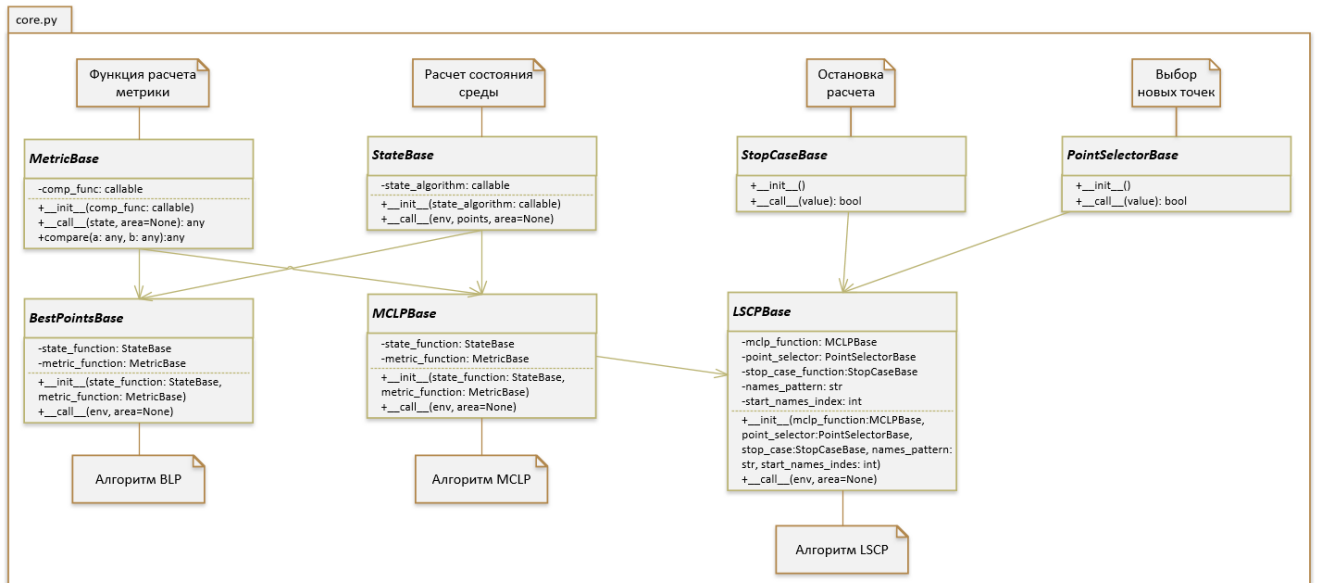 core.py
Функция расчета
метрики
Расчет состояния
среды
Остановка
расчета
Выбор
новых точек
MetricBase
-comp_func: callable
+__init__(comp_func: callable)
+__call__(state, area=None): any
+compare(a: any, b: any):any
StateBase
-state_algorithm: callable
+__init__(state_algorithm: callable)
+__call__(env, points, area=None)
StopCaseBase
+__init__()
+__call__(value): bool
PointSelectorBase
+__init__()
+__call__(value): bool
BestPointsBase
-state_function: StateBase
-metric_function: MetricBase
+__init__(state_function: StateBase,
metric_function: MetricBase)
+__call__(env, area=None)
MCLPBase
-state_function: StateBase
-metric_function: MetricBase
+__init__(state_function: StateBase,
metric_function: MetricBase)
+__call__(env, area=None)
LSCPBase
-mclp_function: MCLPBase
-point_selector: PointSelectorBase
-stop_case_function:StopCaseBase
-names_pattern: str
-start_names_index: int
+__init__(mclp_function:MCLPBase,
point_selector:PointSelectorBase,
stop_case:StopCaseBase, names_pattern:
str, start_names_indes: int)
+__call__(env, area=None)
Алгоритм BLP
Алгоритм MCLP
Алгоритм LSCP